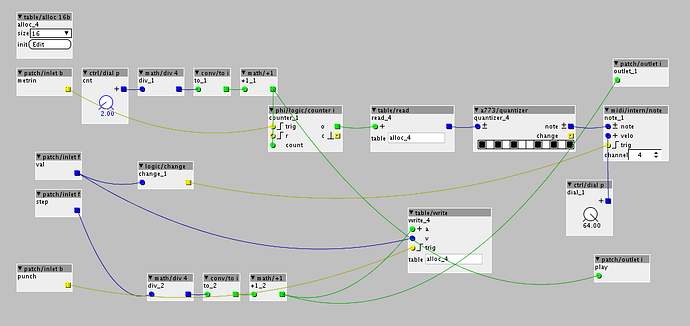 table/alloc 16b
alloc_4
size 16
init Edit
patch/inlet b
metrin
ctrl/dial p
cnt
2.00
math/div 4
div_1
conv/to i
to_1
math/+1
+1_1
patch/outlet i
outlet_1
phi/logic/counter i
counter_1
trig o
r c
count
table/read
read_4
table alloc_4
a773/quantizer
quantizer_4
note
change
midi/intern/note
note_1
note
velo
trig
channel 4
patch/inlet f
val
logic/change
change_1
patch/inlet f
step
ctrl/dial p
dial_1
64.00
table/write
write_4
a
v
trig
table alloc_4
patch/inlet b
punch
math/div 4
div_2
conv/to i
to_2
math/+1
+1_2
patch/outlet i
play